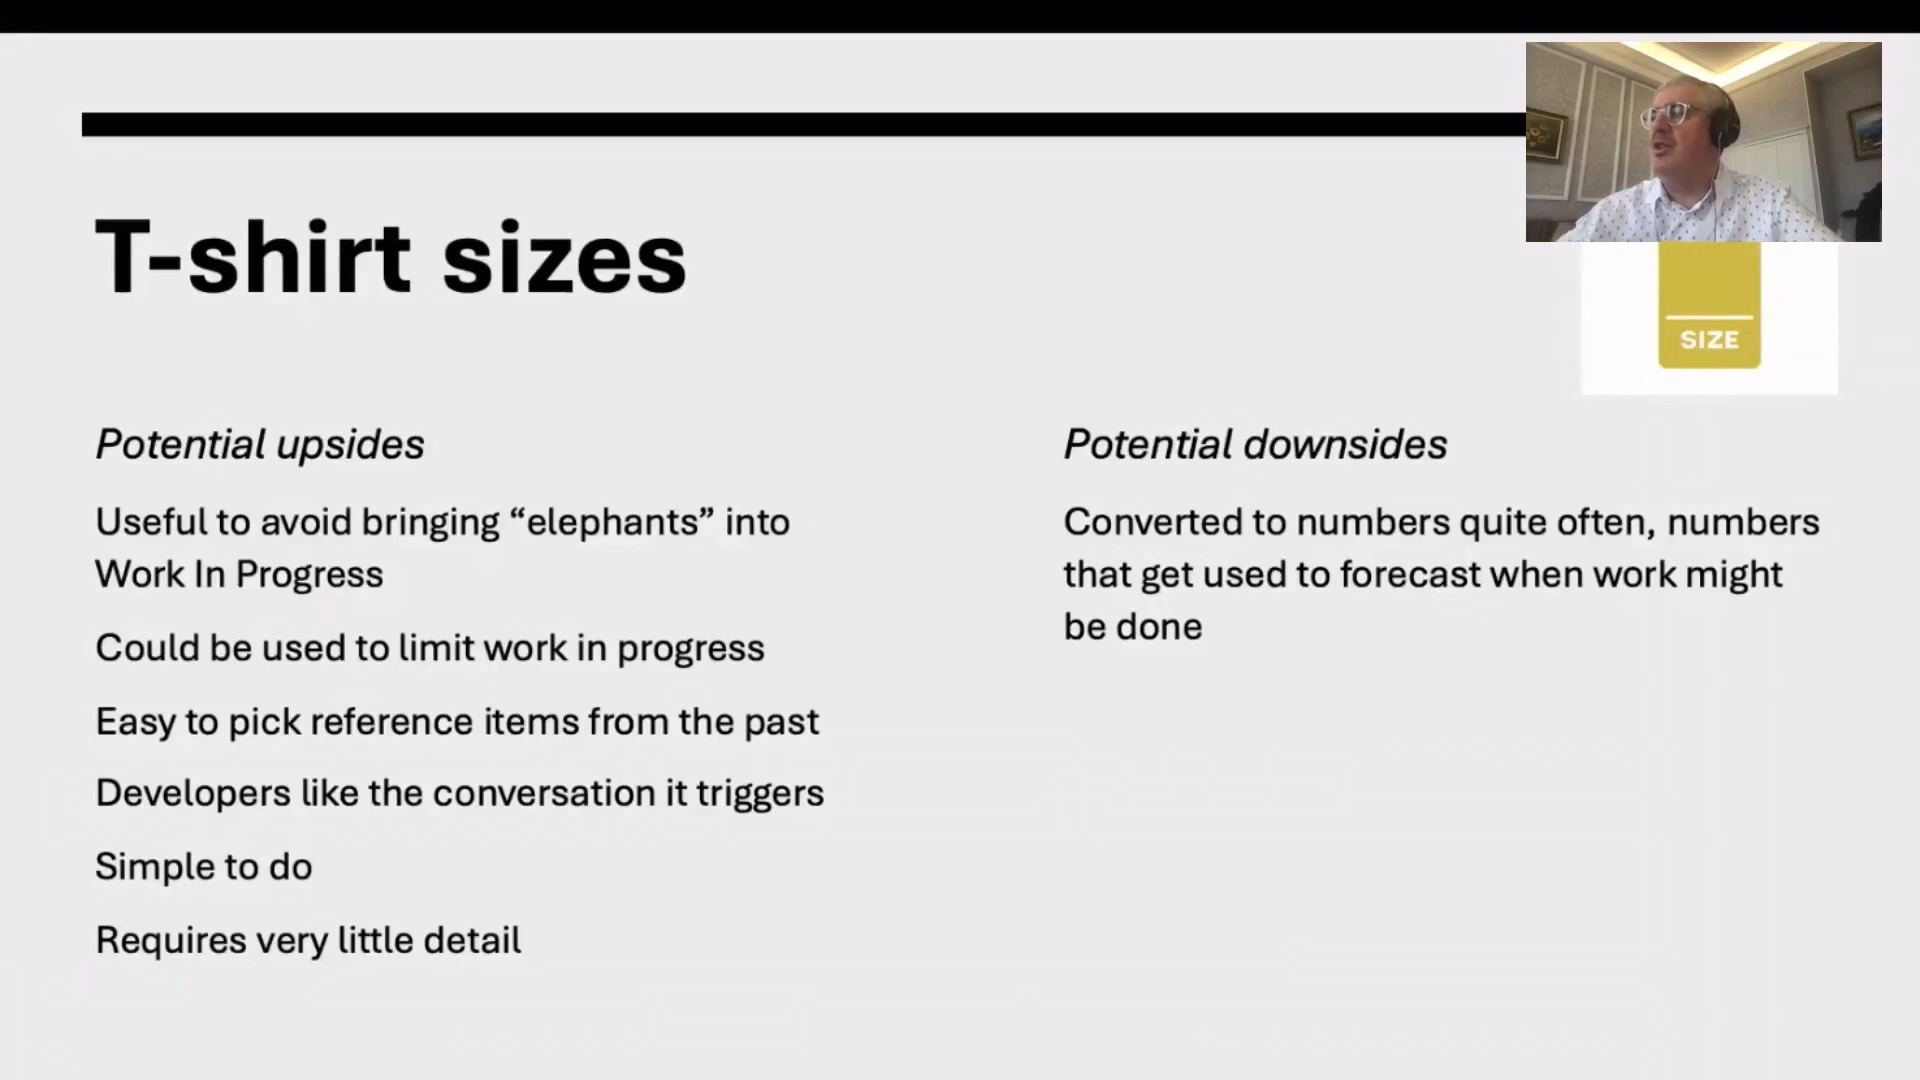 T-shirt sizes
SIZE
Potential upsides
Useful to avoid bringing “elephants” into
Work In Progress
Could be used to limit work in progress
Easy to pick reference items from the past
Developers like the conversation it triggers
Simple to do
Requires very little detail
Potential downsides
Converted to numbers quite often, numbers
that get used to forecast when work might
be done